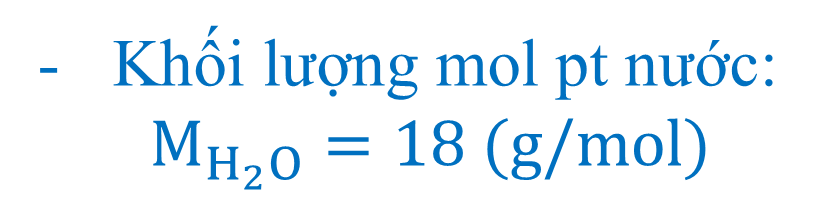 - Khối lượng mol pt nước:
M_{H_2O} = 18 (g/mol)